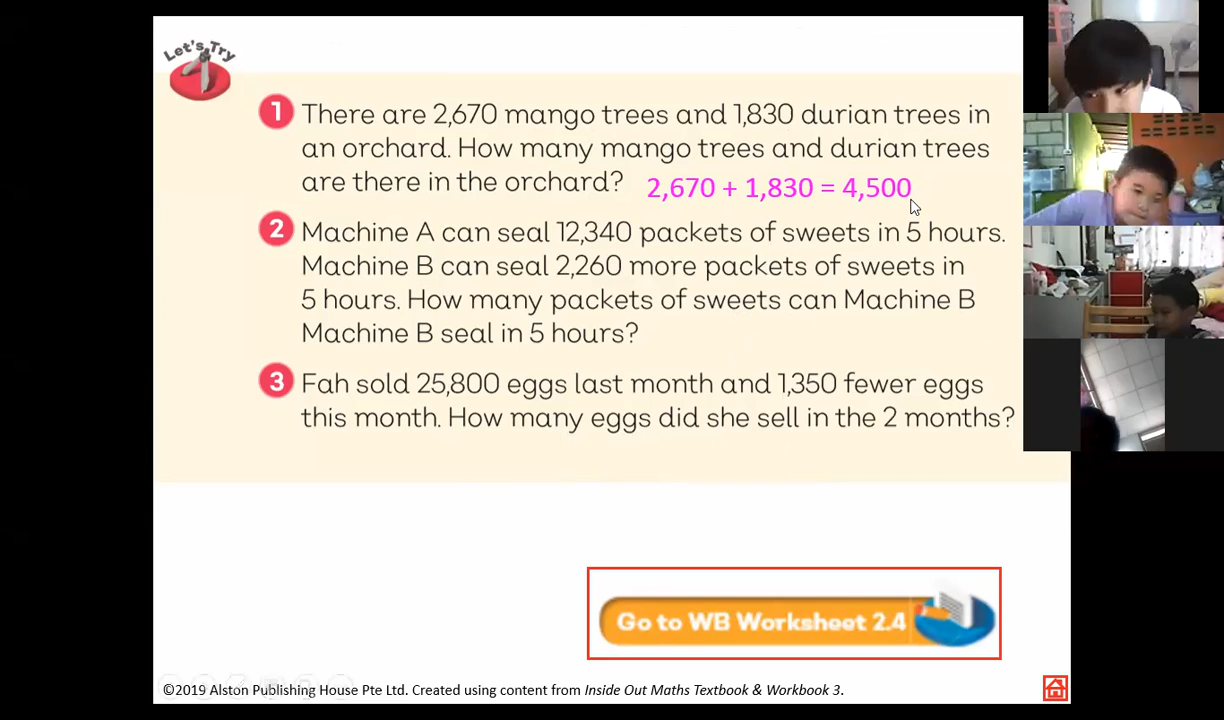 Let's Try
1 There are 2,670 mango trees and 1,830 durian trees in
an orchard. How many mango trees and durian trees
are there in the orchard? 2,670 + 1,830 = 4,500
2 Machine A can seal 12,340 packets of sweets in 5 hours.
Machine B can seal 2,260 more packets of sweets in
5 hours. How many packets of sweets can Machine B
Machine B seal in 5 hours?
3 Fah sold 25,800 eggs last month and 1,350 fewer eggs
this month. How many eggs did she sell in the 2 months?
Go to WB Worksheet 2.4
©2019 Alston Publishing House Pte Ltd. Created using content from Inside Out Maths Textbook & Workbook 3.